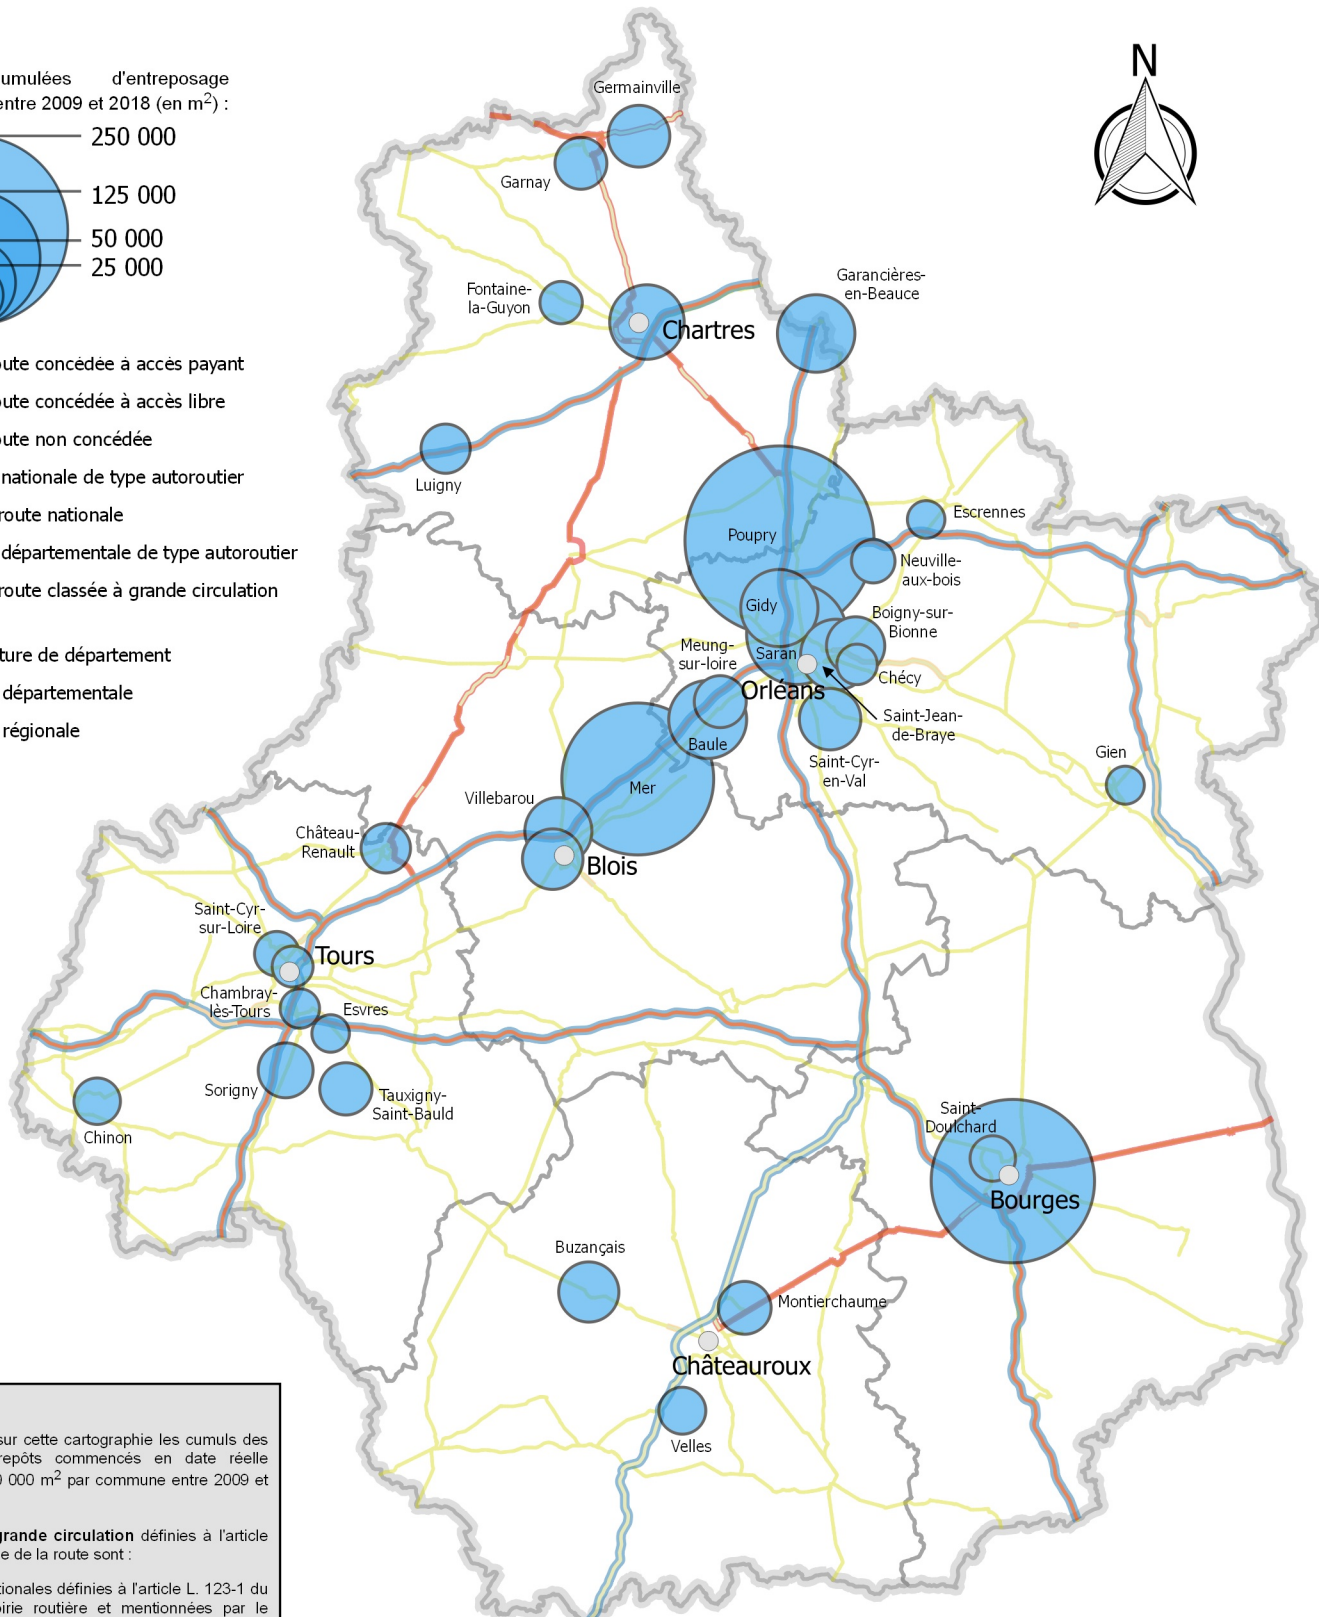 N
umulées d'entreposage
entre 2009 et 2018 (en m²) :
250 000
125 000
50 000
25 000
oute concédée à accès payant
oute concédée à accès libre
oute non concédée
nationale de type autoroutier
route nationale
départementale de type autoroutier
route classée à grande circulation
ture de département
départementale
régionale
Germainville
Garnay
Fontaine-
la-Guyon
Chartres
Garancières-
en-Beauce
Luigny
Poupry
Escrennes
Neuville-
aux-bois
Gidy
Boigny-sur-
Bionne
Meung-
sur-loire
Saran
Chécy
Orléans
Saint-Jean-
de-Braye
Baule
Saint-Cyr-
en-Val
Gien
Mer
Villebarou
Château-
Renault
Blois
Saint-Cyr-
sur-Loire
Tours
Chambray-
lès-Tours
Esvres
Sorigny
Tauxigny-
Saint-Bauld
Chinon
Saint-
Doulchard
Bourges
Buzançais
Montierchaume
Châteauroux
Velles
sur cette cartographie les cumuls des
repôts commencés en date réelle
0 000 m² par commune entre 2009 et
grande circulation définies à l'article
e de la route sont :
tionales définies à l'article L. 123-1 du
oirie routière et mentionnées par le